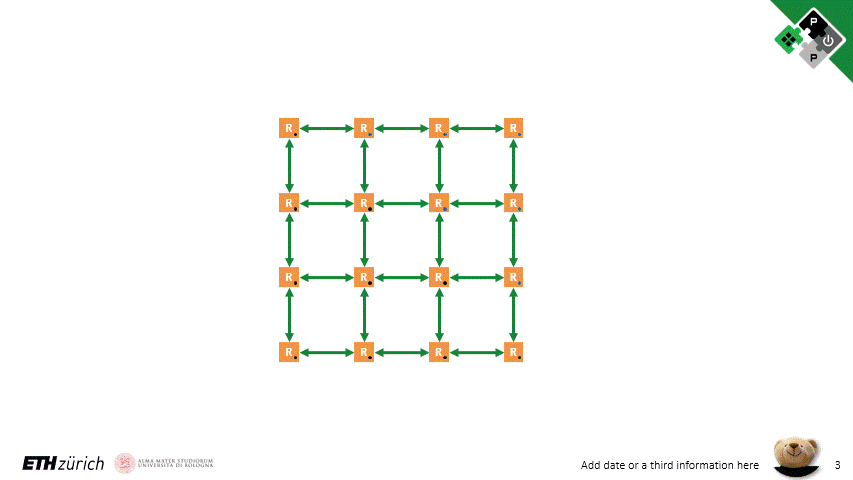 P
P
R R R R
R R R R
R R R R
R R R R
ETH zürich
ALMA MATER STUDIORUM
UNIVERSITÀ DI BOLOGNA
Add date or a third information here
3